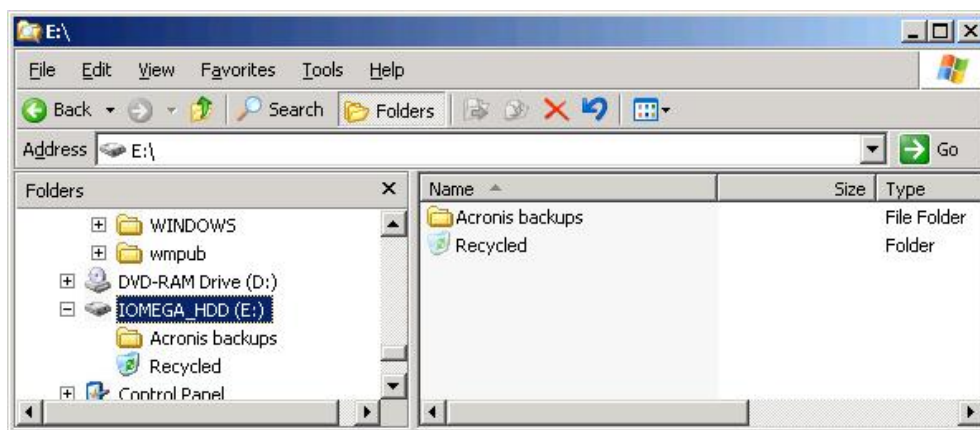 E:\
File Edit View Favorites Tools Help
Back Search Folders
Address E:\ Go
Folders x Name Size Type
WINDOWS
wmpub
DVD-RAM Drive (D:)
IOMEGA_HDD (E:)
Acronis backups
Recycled
Control Panel
Acronis backups File Folder
Recycled Folder